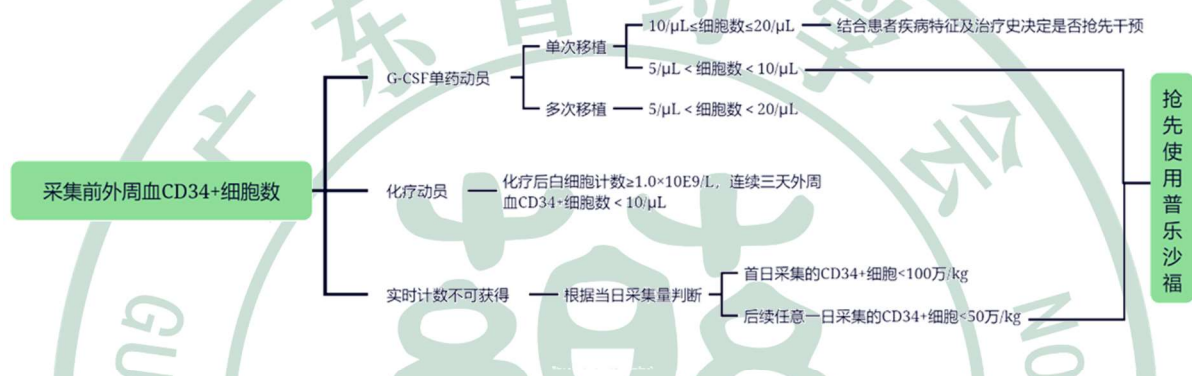 采集前外周血CD34+细胞数
G-CSF单药动员
单次移植
10/μL≤细胞数≤20/μL
结合患者疾病特征及治疗史决定是否抢先干预
5/μL < 细胞数 < 10/μL
多次移植
5/μL < 细胞数 < 20/μL
化疗动员
化疗后白细胞计数≥1.0×10E9/L，连续三天外周
血CD34+细胞数 < 10/μL
实时计数不可获得
根据当日采集量判断
首日采集的CD34+细胞<100万/kg
后续任意一日采集的CD34+细胞<50万/kg
抢先使用普乐沙福
广东省药学会
GU
NO